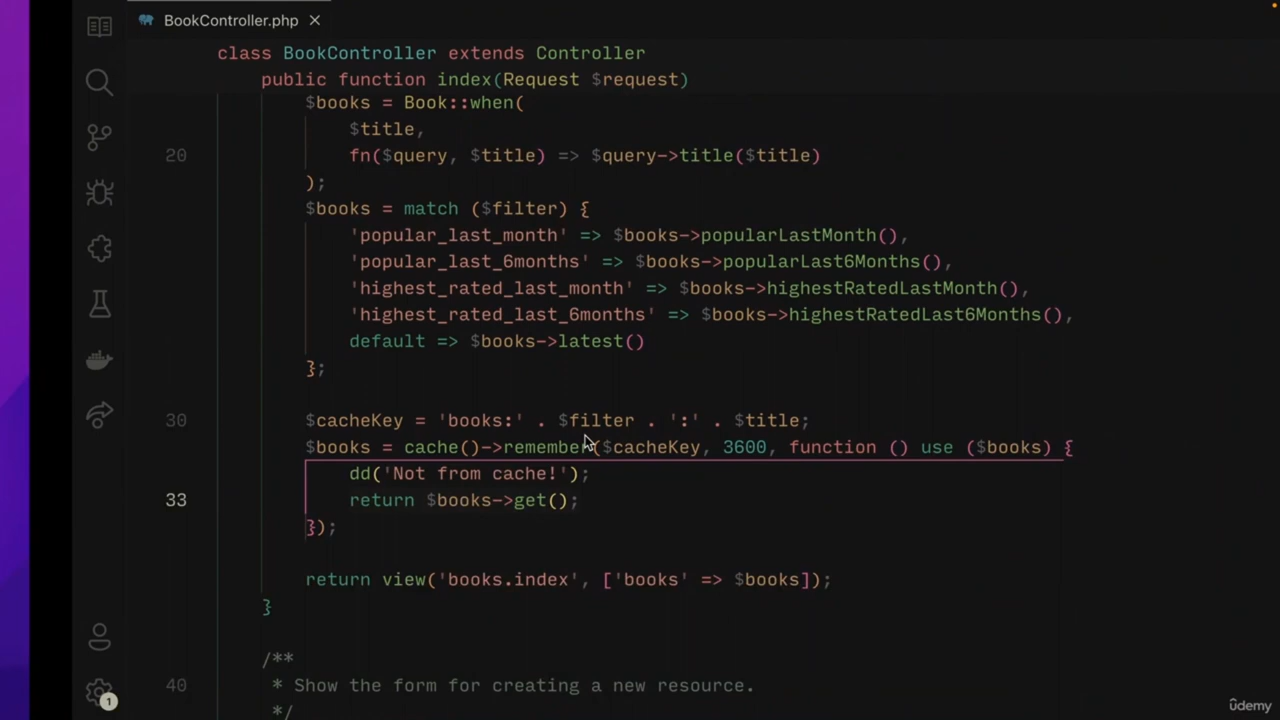 BookController.php
class BookController extends Controller
public function index(Request $request)
$books = Book::when(
$title,
20 fn($query, $title) => $query->title($title)
);
$books = match ($filter) {
'popular_last_month' => $books->popularLastMonth(),
'popular_last_6months' => $books->popularLast6Months(),
'highest_rated_last_month' => $books->highestRatedLastMonth(),
'highest_rated_last_6months' => $books->highestRatedLast6Months(),
default => $books->latest()
};
30 $cacheKey = 'books:' . $filter . ':' . $title;
$books = cache()->remember($cacheKey, 3600, function () use ($books) {
dd('Not from cache!');
33 return $books->get();
});
return view('books.index', ['books' => $books]);
}
/**
40 * Show the form for creating a new resource.
*/
1
ûdemy